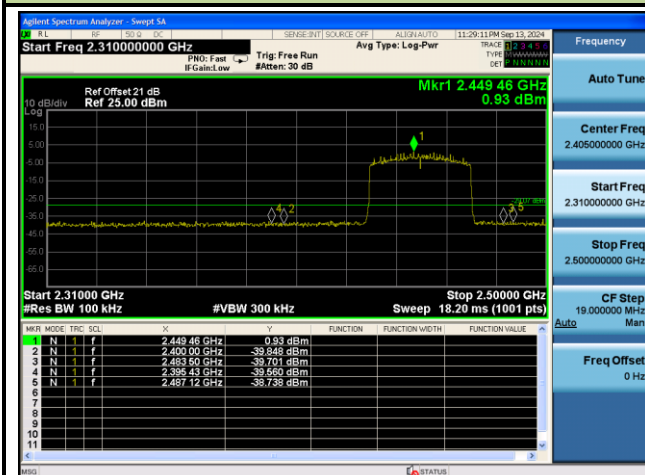 Agilent Spectrum Analyzer - Swept SA
RL RF 50 Ω DC SENSE:INT SOURCE OFF ALIGN AUTO 11:29:11 PM Sep 13, 2024
Start Freq 2.310000000 GHz
PNO: Fast
IFGain:Low
Trig: Free Run
#Atten: 30 dB
Avg Type: Log-Pwr
TRACE 1 2 3 4 5 6
TYPE
DET P N N N N N
Ref Offset 21 dB
Ref 25.00 dBm
10 dB/div
Log
Mkr1 2.449 46 GHz
0.93 dBm
15.0
5.00
-5.00
-15.0
-25.0
-35.0
-45.0
-55.0
-65.0
1
4 2
3 5
Start 2.31000 GHz
#Res BW 100 kHz
#VBW 300 kHz
Stop 2.50000 GHz
Sweep 18.20 ms (1001 pts)
MKR MODE TRC SCL X Y FUNCTION FUNCTION WIDTH FUNCTION VALUE
1 N 1 f 2.449 46 GHz 0.93 dBm
2 N 1 f 2.400 00 GHz -39.848 dBm
3 N 1 f 2.483 50 GHz -39.701 dBm
4 N 1 f 2.395 43 GHz -39.560 dBm
5 N 1 f 2.487 12 GHz -38.738 dBm
6
7
8
9
10
11
MSG
STATUS
Frequency
Auto Tune
Center Freq
2.405000000 GHz
Start Freq
2.310000000 GHz
Stop Freq
2.500000000 GHz
CF Step
19.000000 MHz
Auto Man
Freq Offset
0 Hz